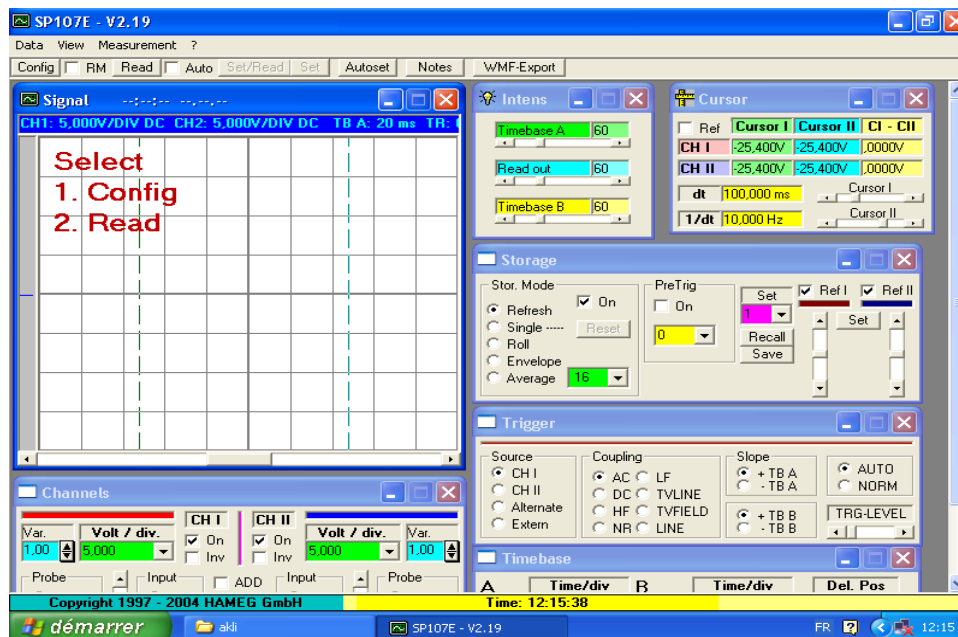 SP107E - V2.19
Data View Measurement ?
Config RM Read Auto Set/Read Set Autoset Notes WMF-Export
Signal --:--:-- --.--.--
CH1: 5,000V/DIV DC CH2: 5,000V/DIV DC TB A: 20 ms TR:
Select
1. Config
2. Read
Intens
Timebase A 60
Read out 60
Timebase B 60
Cursor
Ref Cursor I Cursor II CI - CII
CH I -25,400V -25,400V ,0000V
CH II -25,400V -25,400V ,0000V
dt 100,000 ms Cursor I
1/dt 10,000 Hz Cursor II
Storage
Stor. Mode
On
Refresh
Single -----
Reset
Roll
Envelope
Average 16
PreTrig
On
0
Set
1
Recall
Save
Ref I Ref II
Set
Trigger
Source
CH I
CH II
Alternate
Extern
Coupling
AC LF
DC TVLINE
HF TVFIELD
NR LINE
Slope
+ TB A
- TB A
+ TB B
- TB B
AUTO
NORM
TRG-LEVEL
Channels
CH I CH II
Var. Volt / div. On On Volt / div. Var.
1,00 5,000 Inv Inv 5,000 1,00
Probe Input ADD Input Probe
Timebase
A Time/div B Time/div Del. Pos
Copyright 1997 - 2004 HAMEG GmbH Time: 12:15:38
démarrer akli SP107E - V2.19 FR ? 12:15